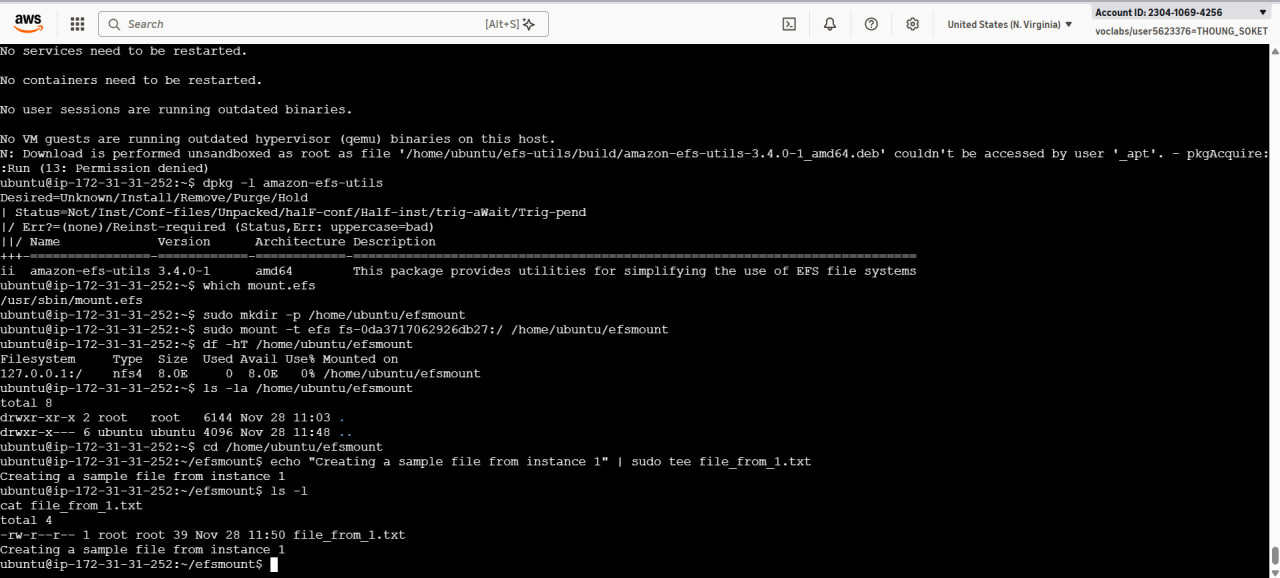 aws
Search
[Alt+S]
United States (N. Virginia)
Account ID: 2304-1069-4256
voclabs/user5623376=THOUNG_SOKET
No services need to be restarted.
No containers need to be restarted.
No user sessions are running outdated binaries.
No VM guests are running outdated hypervisor (qemu) binaries on this host.
N: Download is performed unsandboxed as root as file '/home/ubuntu/efs-utils/build/amazon-efs-utils-3.4.0-1_amd64.deb' couldn't be accessed by user '_apt'. - pkgAcquire:
:Run (13: Permission denied)
ubuntu@ip-172-31-31-252:~$ dpkg -l amazon-efs-utils
Desired=Unknown/Install/Remove/Purge/Hold
| Status=Not/Inst/Conf-files/Unpacked/halF-conf/Half-inst/trig-aWait/Trig-pend
|/ Err?=(none)/Reinst-required (Status,Err: uppercase=bad)
||/ Name             Version      Architecture Description
+++-================-============-============-===========================================================================
ii  amazon-efs-utils 3.4.0-1      amd64        This package provides utilities for simplifying the use of EFS file systems
ubuntu@ip-172-31-31-252:~$ which mount.efs
/usr/sbin/mount.efs
ubuntu@ip-172-31-31-252:~$ sudo mkdir -p /home/ubuntu/efsmount
ubuntu@ip-172-31-31-252:~$ sudo mount -t efs fs-0da3717062926db27:/ /home/ubuntu/efsmount
ubuntu@ip-172-31-31-252:~$ df -hT /home/ubuntu/efsmount
Filesystem     Type  Size  Used Avail Use% Mounted on
127.0.0.1:/    nfs4  8.0E     0  8.0E   0% /home/ubuntu/efsmount
ubuntu@ip-172-31-31-252:~$ ls -la /home/ubuntu/efsmount
total 8
drwxr-xr-x 2 root   root   6144 Nov 28 11:03 .
drwxr-x--- 6 ubuntu ubuntu 4096 Nov 28 11:48 ..
ubuntu@ip-172-31-31-252:~$ cd /home/ubuntu/efsmount
ubuntu@ip-172-31-31-252:~/efsmount$ echo "Creating a sample file from instance 1" | sudo tee file_from_1.txt
Creating a sample file from instance 1
ubuntu@ip-172-31-31-252:~/efsmount$ ls -l
cat file_from_1.txt
total 4
-rw-r--r-- 1 root root 39 Nov 28 11:50 file_from_1.txt
Creating a sample file from instance 1
ubuntu@ip-172-31-31-252:~/efsmount$